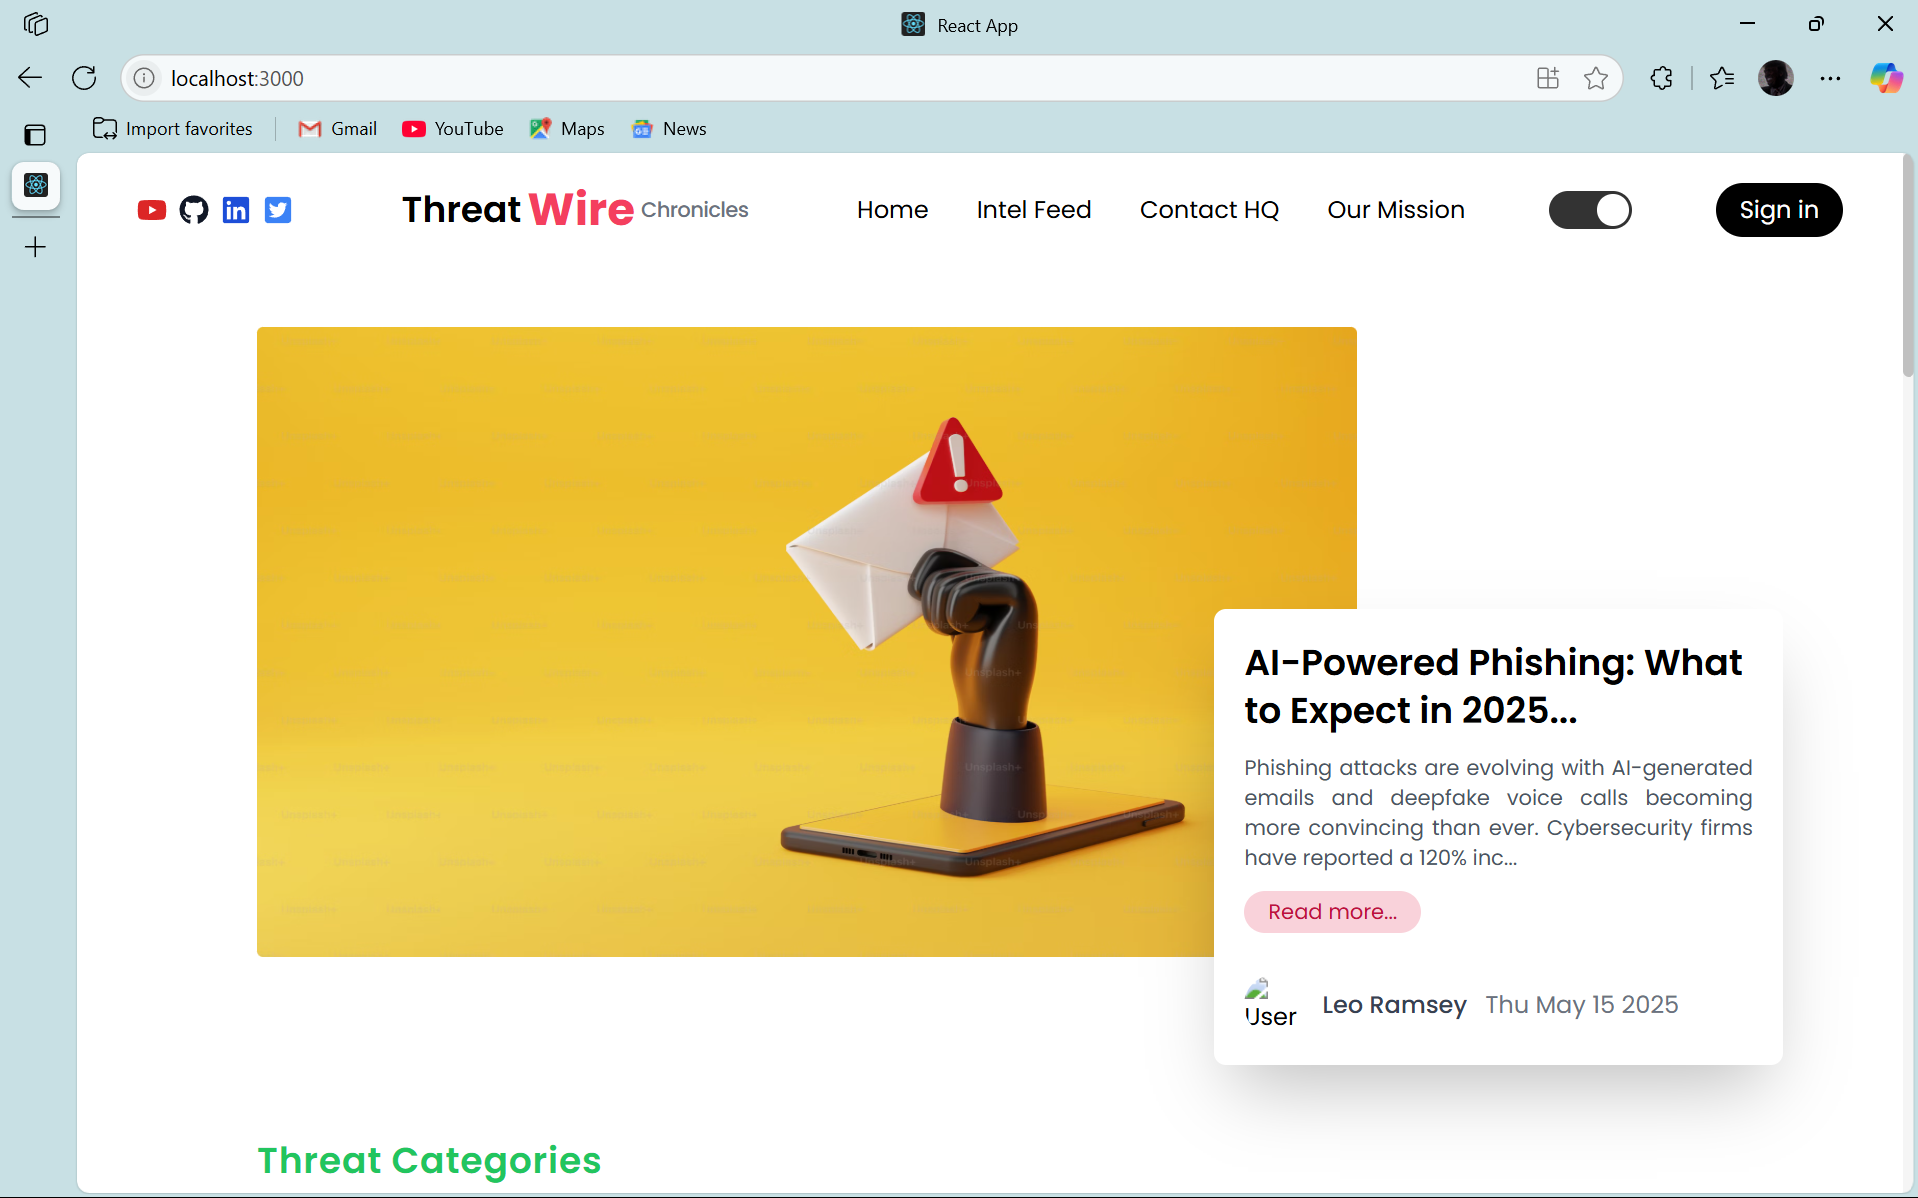 React App
localhost:3000
Import favorites
Gmail
YouTube
Maps
News
in
Threat Wire Chronicles
Home
Intel Feed
Contact HQ
Our Mission
Sign in
Unsplash+
AI-Powered Phishing: What
to Expect in 2025...
Phishing attacks are evolving with AI-generated
emails and deepfake voice calls becoming
more convincing than ever. Cybersecurity firms
have reported a 120% inc...
Read more...
User
Leo Ramsey
Thu May 15 2025
Threat Categories